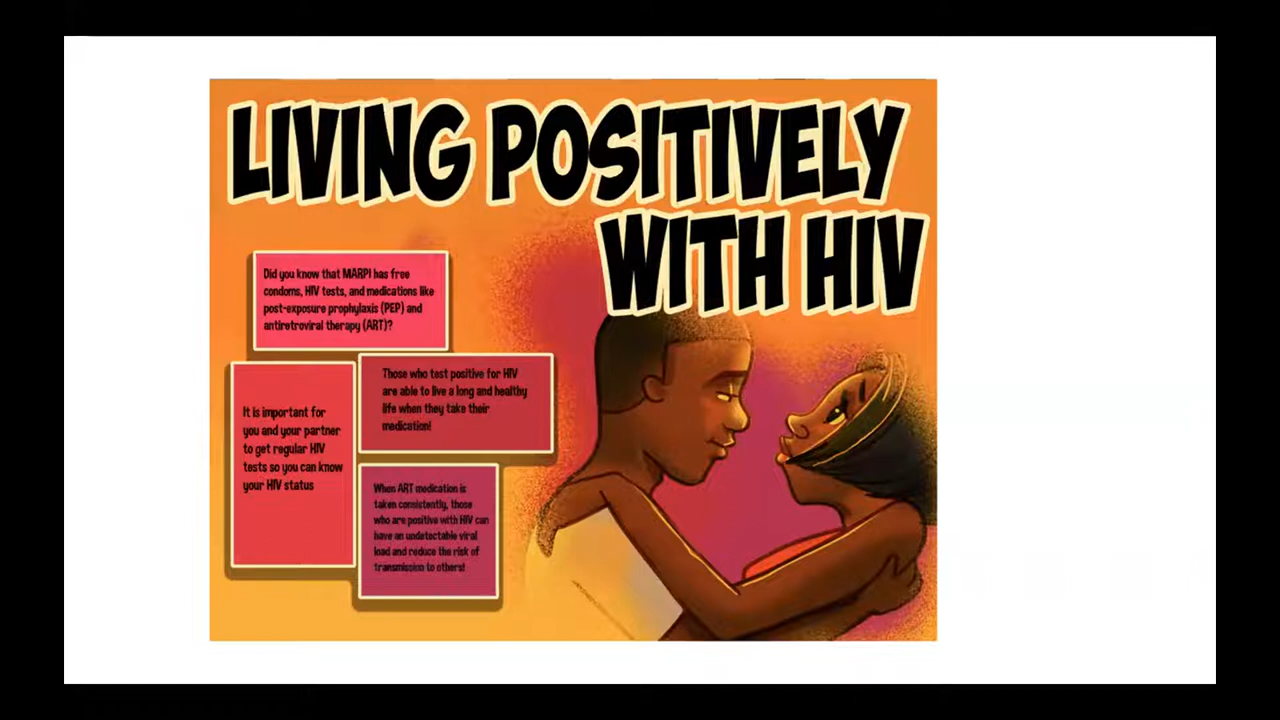 LIVING POSITIVELY
WITH HIV
Did you know that MARPI has free
condoms, HIV tests, and medications like
post-exposure prophylaxis (PEP) and
antiretroviral therapy (ART)?
Those who test positive for HIV
are able to live a long and healthy
life when they take their
medication!
It is important for
you and your partner
to get regular HIV
tests so you can know
your HIV status
When ART medication is
taken consistently, those
who are positive with HIV can
have an undetectable viral
load and reduce the risk of
transmission to others!